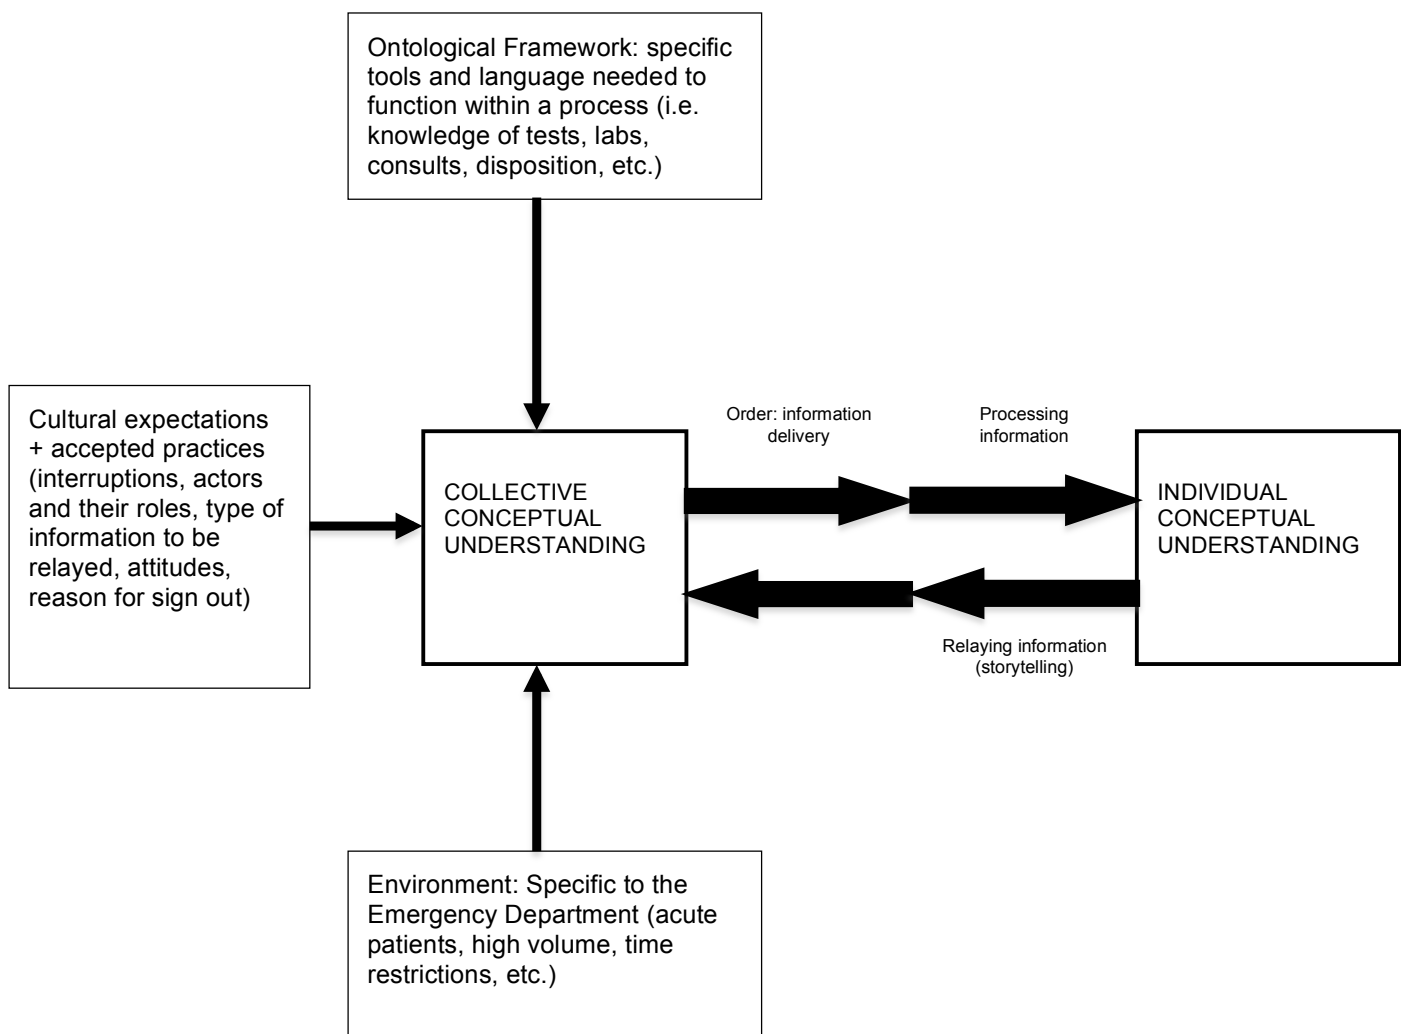 Ontological Framework: specific
tools and language needed to
function within a process (i.e.
knowledge of tests, labs,
consults, disposition, etc.)
Cultural expectations
+ accepted practices
(interruptions, actors
and their roles, type of
information to be
relayed, attitudes,
reason for sign out)
COLLECTIVE
CONCEPTUAL
UNDERSTANDING
Order: information
delivery
Processing
information
INDIVIDUAL
CONCEPTUAL
UNDERSTANDING
Relaying information
(storytelling)
Environment: Specific to the
Emergency Department (acute
patients, high volume, time
restrictions, etc.)